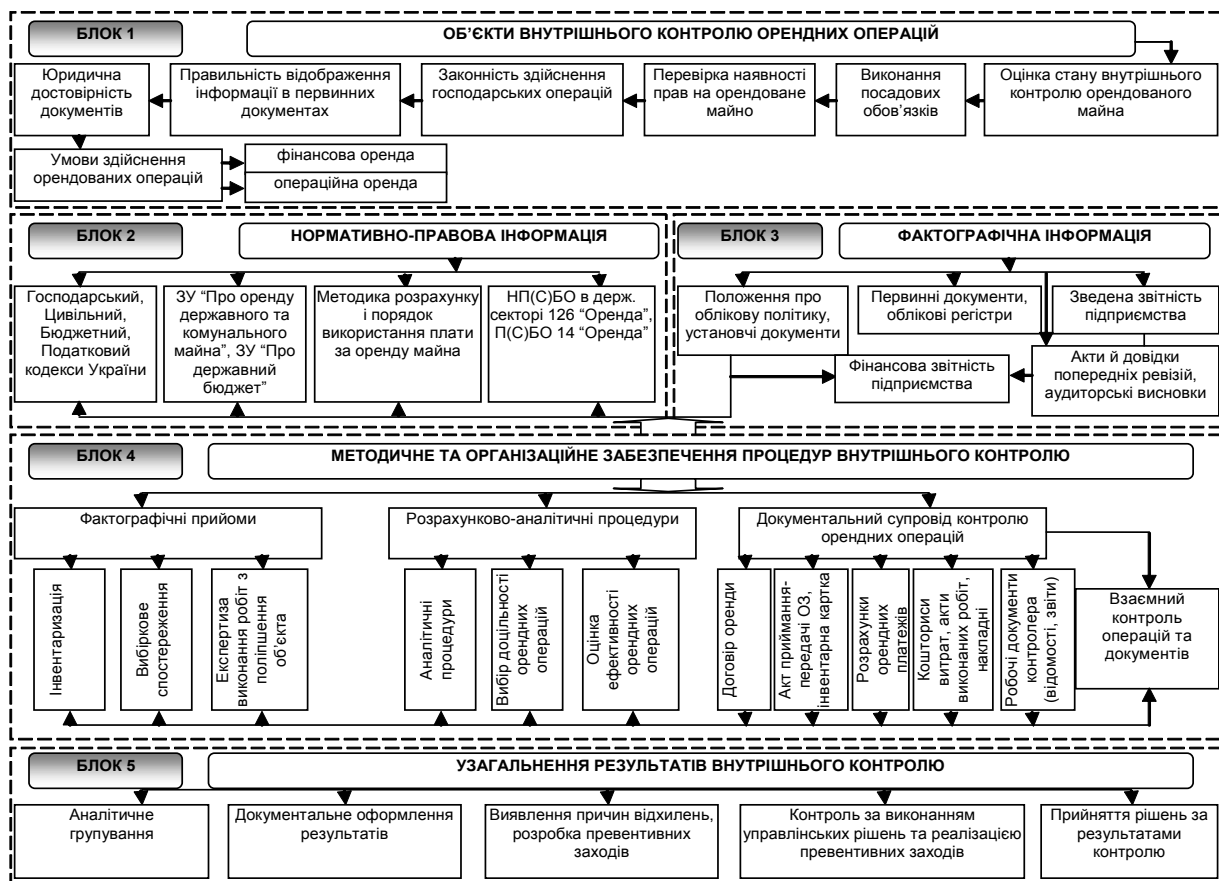 БЛОК 1
ОБ’ЄКТИ ВНУТРІШНЬОГО КОНТРОЛЮ ОРЕНДНИХ ОПЕРАЦІЙ
Юридична
достовірність
документів
Правильність відображення
інформації в первинних
документах
Законність здійснення
господарських операцій
Перевірка наявності
прав на орендоване
майно
Виконання
посадових
обов’язків
Оцінка стану внутрішнього
контролю орендованого
майна
Умови здійснення
орендованих операцій
фінансова оренда
операційна оренда
БЛОК 2
НОРМАТИВНО-ПРАВОВА ІНФОРМАЦІЯ
Господарський,
Цивільний,
Бюджетний,
Податковий
кодекси України
ЗУ “Про оренду
державного та
комунального
майна”, ЗУ “Про
державний
бюджет”
Методика розрахунку
і порядок
використання плати
за оренду майна
НП(С)БО в держ.
секторі 126 “Оренда”,
П(С)БО 14 “Оренда”
БЛОК 3
ФАКТОГРАФІЧНА ІНФОРМАЦІЯ
Положення про
облікову політику,
установчі документи
Первинні документи,
облікові регістри
Зведена звітність
підприємства
Фінансова звітність
підприємства
Акти й довідки
попередніх ревізій,
аудиторські висновки
БЛОК 4
МЕТОДИЧНЕ ТА ОРГАНІЗАЦІЙНЕ ЗАБЕЗПЕЧЕННЯ ПРОЦЕДУР ВНУТРІШНЬОГО КОНТРОЛЮ
Фактографічні прийоми
Розрахунково-аналітичні процедури
Документальний супровід контролю
орендних операцій
Інвентаризація
Вибіркове
спостереження
Експертиза
виконання робіт з
поліпшення
об’єкта
Аналітичні
процедури
Вибір доцільності
орендних
операцій
Оцінка
ефективності
орендних
операцій
Договір оренди
Акт приймання-
передачі ОЗ,
інвентарна картка
Розрахунки
орендних
платежів
Кошториси
витрат, акти
виконаних робіт,
накладні
Робочі документи
контролера
(відомості, звіти)
Взаємний
контроль
операцій та
документів
БЛОК 5
УЗАГАЛЬНЕННЯ РЕЗУЛЬТАТІВ ВНУТРІШНЬОГО КОНТРОЛЮ
Аналітичне
групування
Документальне оформлення
результатів
Виявлення причин відхилень,
розробка превентивних
заходів
Контроль за виконанням
управлінських рішень та реалізацією
превентивних заходів
Прийняття рішень за
результатами
контролю